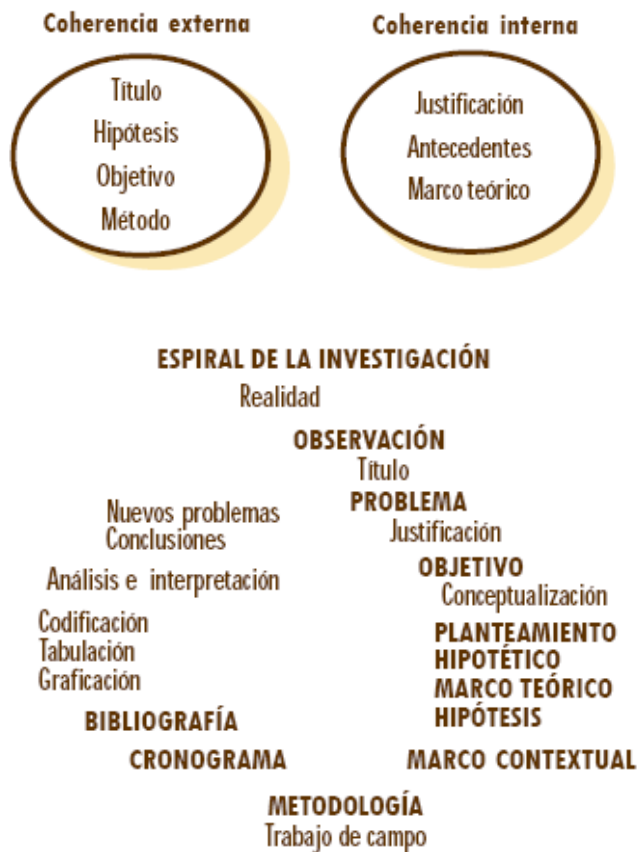 Coherencia externa
Título
Hipótesis
Objetivo
Método
Coherencia interna
Justificación
Antecedentes
Marco teórico
ESPIRAL DE LA INVESTIGACIÓN
Realidad
OBSERVACIÓN
Título
PROBLEMA
Justificación
OBJETIVO
Conceptualización
PLANTEAMIENTO
HIPOTÉTICO
MARCO TEÓRICO
HIPÓTESIS
MARCO CONTEXTUAL
METODOLOGÍA
Trabajo de campo
CRONOGRAMA
BIBLIOGRAFÍA
Codificación
Tabulación
Graficación
Análisis e interpretación
Nuevos problemas
Conclusiones